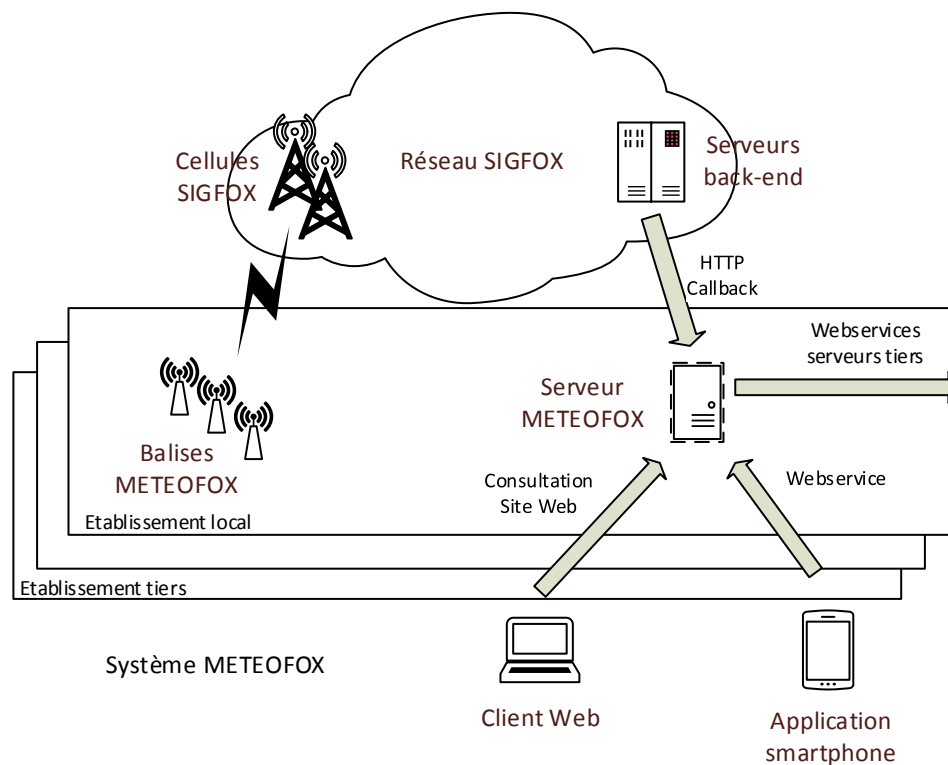 Cellules
SIGFOX
Réseau SIGFOX
Serveurs
back-end
HTTP
Callback
Webservices
serveurs tiers
Serveur
METEOFOX
Balises
METEOFOX
Consultation
Site Web
Webservice
Etablissement local
Etablissement tiers
Système METEOFOX
Client Web
Application
smartphone